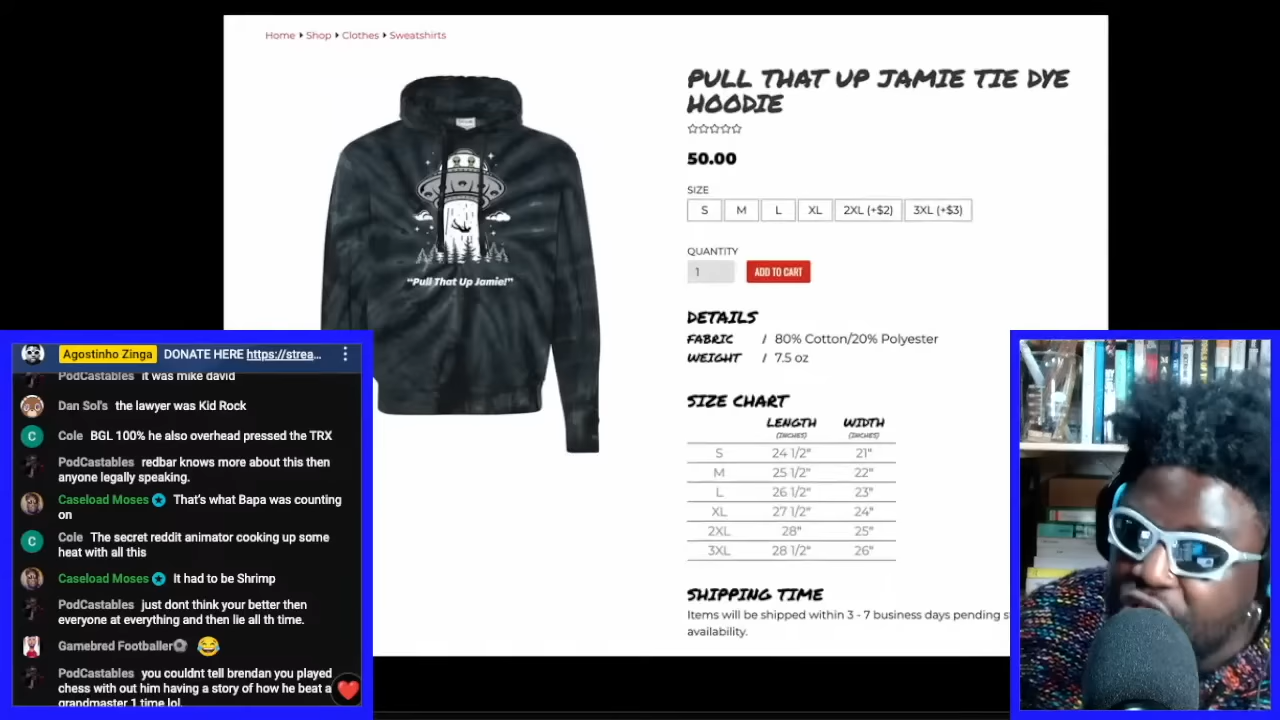 Home Shop Clothes Sweatshirts
PULL THAT UP JAMIE TIE DYE
HOODIE
50.00
SIZE
S M L XL 2XL (+$2) 3XL (+$3)
QUANTITY
1 ADD TO CART
DETAILS
FABRIC / 80% Cotton/20% Polyester
WEIGHT / 7.5 oz
SIZE CHART
LENGTH WIDTH
(INCHES) (INCHES)
S 24 1/2" 21"
M 25 1/2" 22"
L 26 1/2" 23"
XL 27 1/2" 24"
2XL 28" 25"
3XL 28 1/2" 26"
SHIPPING TIME
Items will be shipped within 3 - 7 business days pending
availability.
"Pull That Up Jamie!"
Agostinho Zinga DONATE HERE https://strea...
PodCastables it was mike david
Dan Sol's the lawyer was Kid Rock
C Cole BGL 100% he also overhead pressed the TRX
PodCastables redbar knows more about this then
anyone legally speaking.
Caseload Moses That's what Bapa was counting
on
C Cole The secret reddit animator cooking up some
heat with all this
Caseload Moses It had to be Shrimp
PodCastables just dont think your better then
everyone at everything and then lie all th time.
Gamebred Footballer
PodCastables you couldnt tell brendan you played
chess with out him having a story of how he beat a
grandmaster 1 time lol.